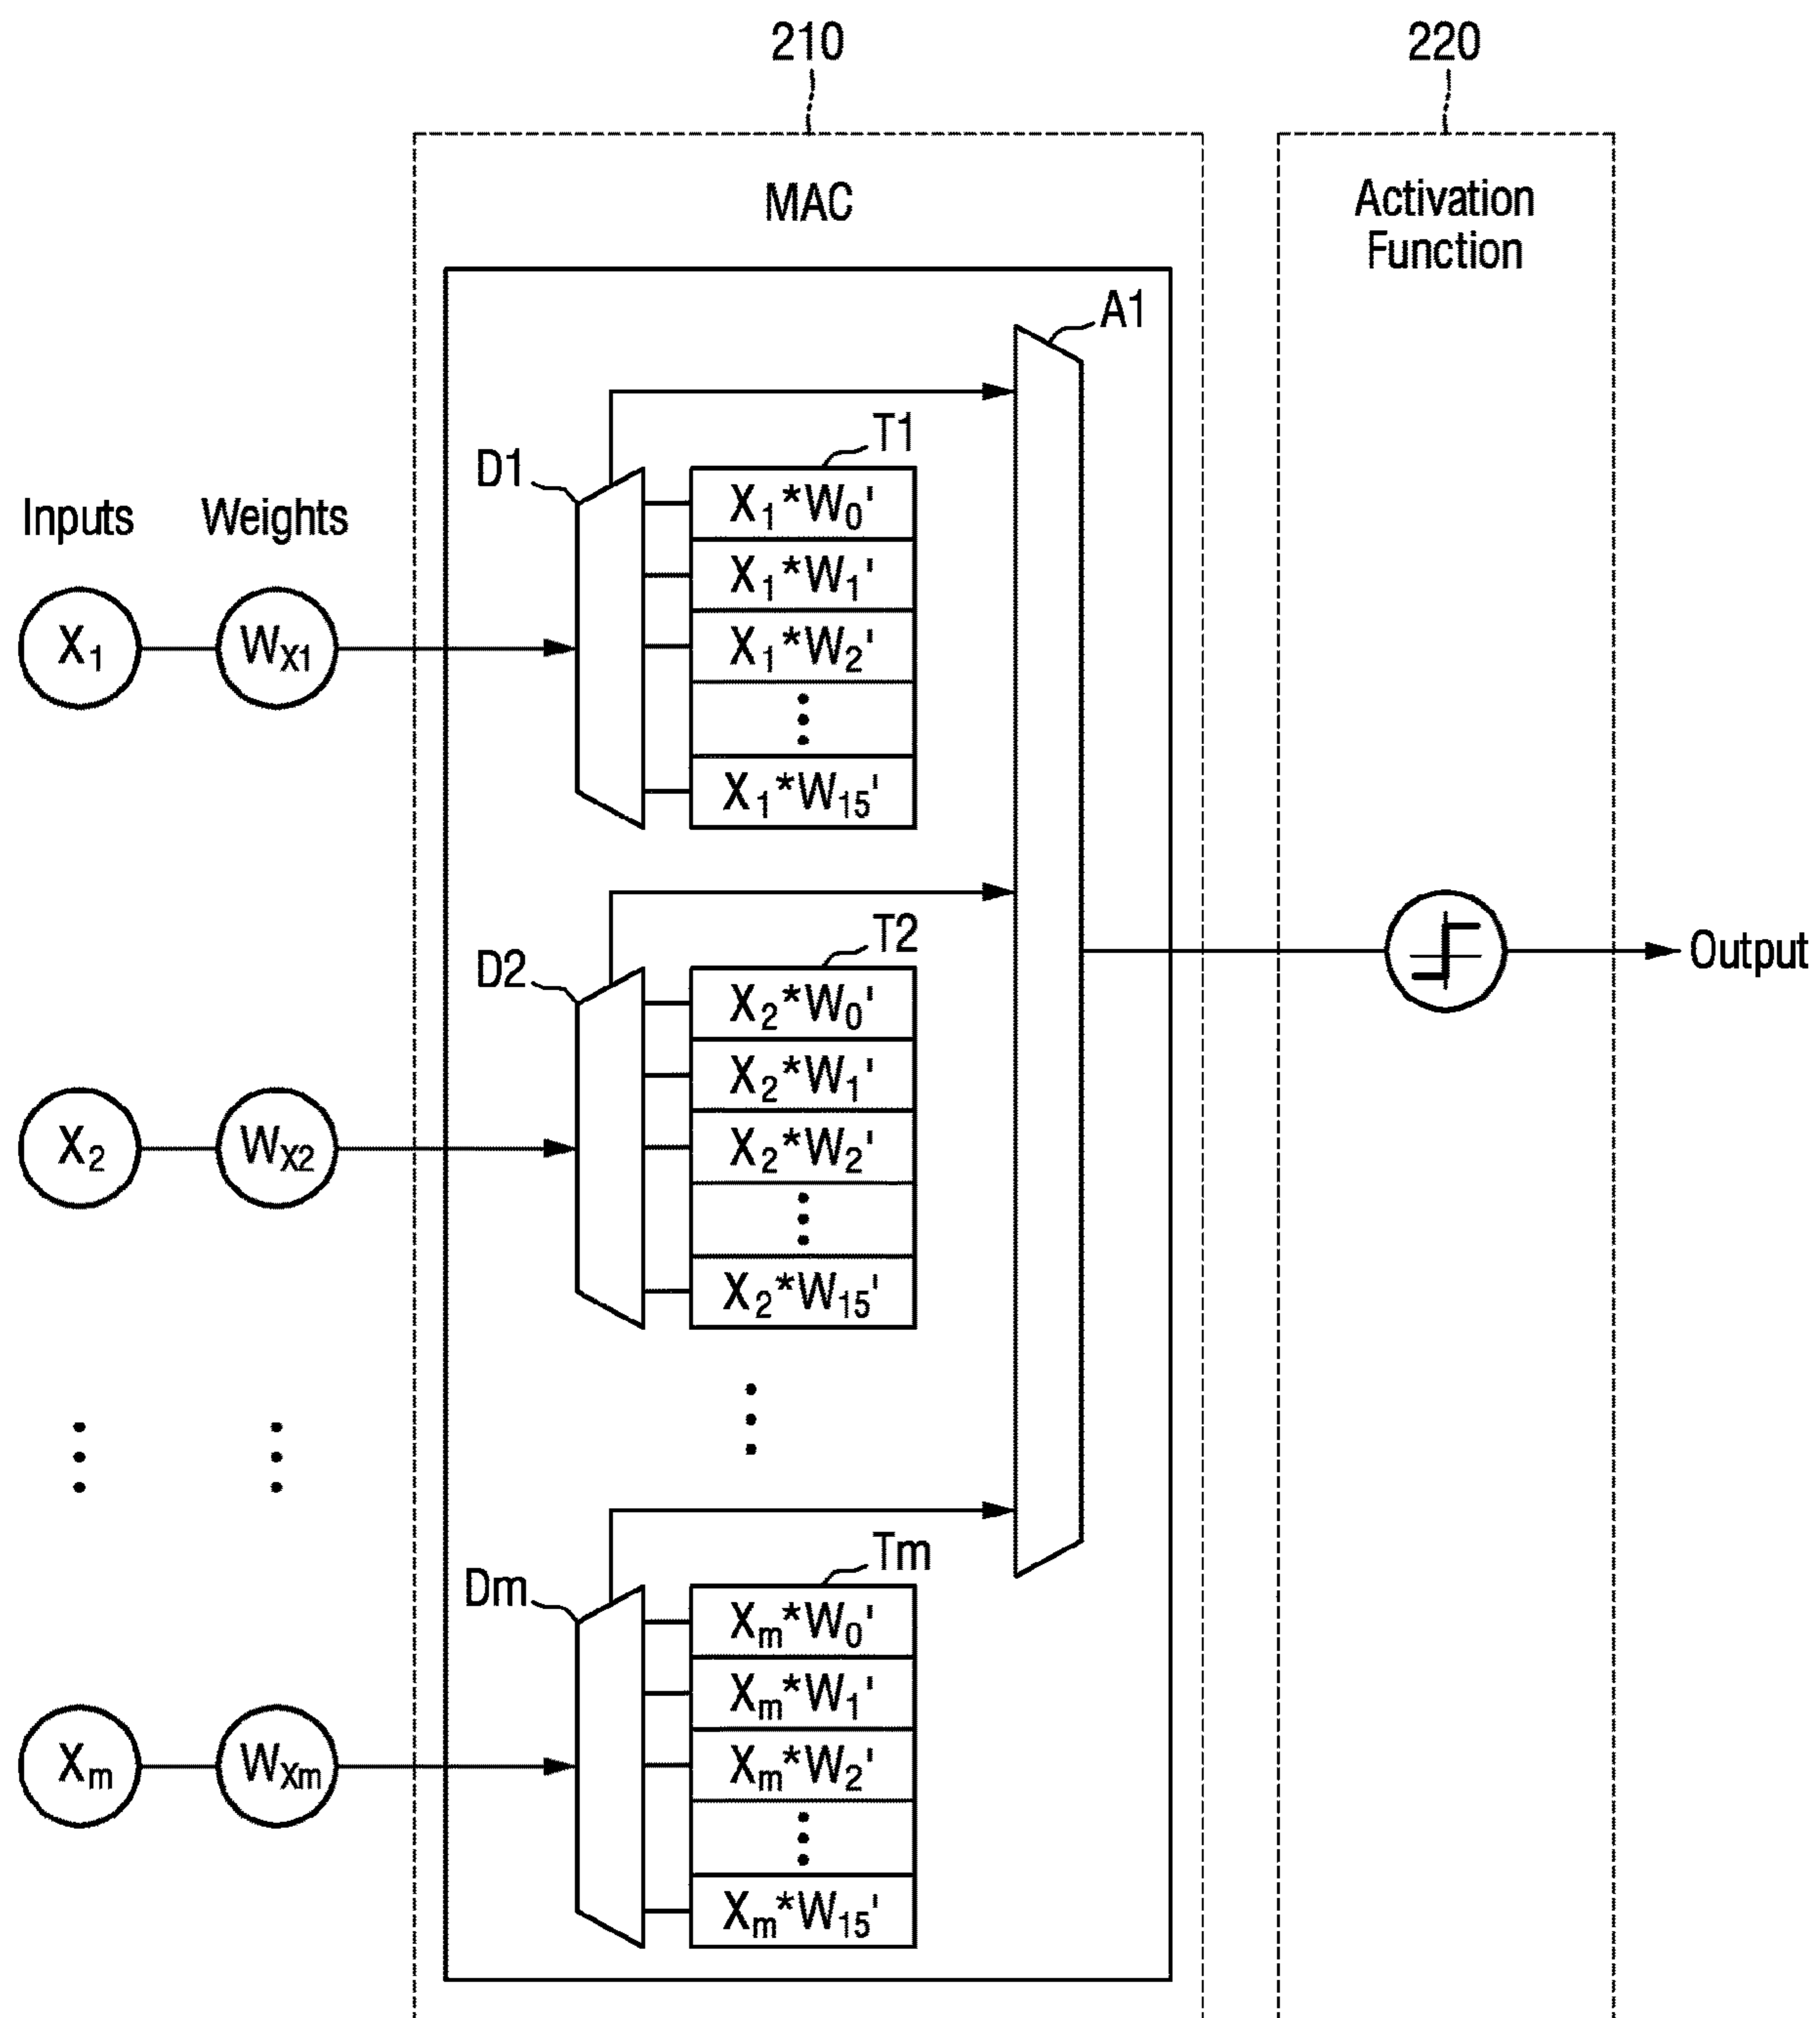 210 220
MAC
Activation
Function
A1
T1
D1
X₁*W₀'
Inputs Weights
X₁*W₁'
X₁ Wₓ₁
X₁*W₂'
X₁*W₁₅'
T2
D2
Output
X₂*W₀'
X₂*W₁'
X₂ Wₓ₂
X₂*W₂'
X₂*W₁₅'
Tm
Dm
Xₘ*W₀'
Xₘ*W₁'
Xₘ Wₓₘ
Xₘ*W₂'
Xₘ*W₁₅'